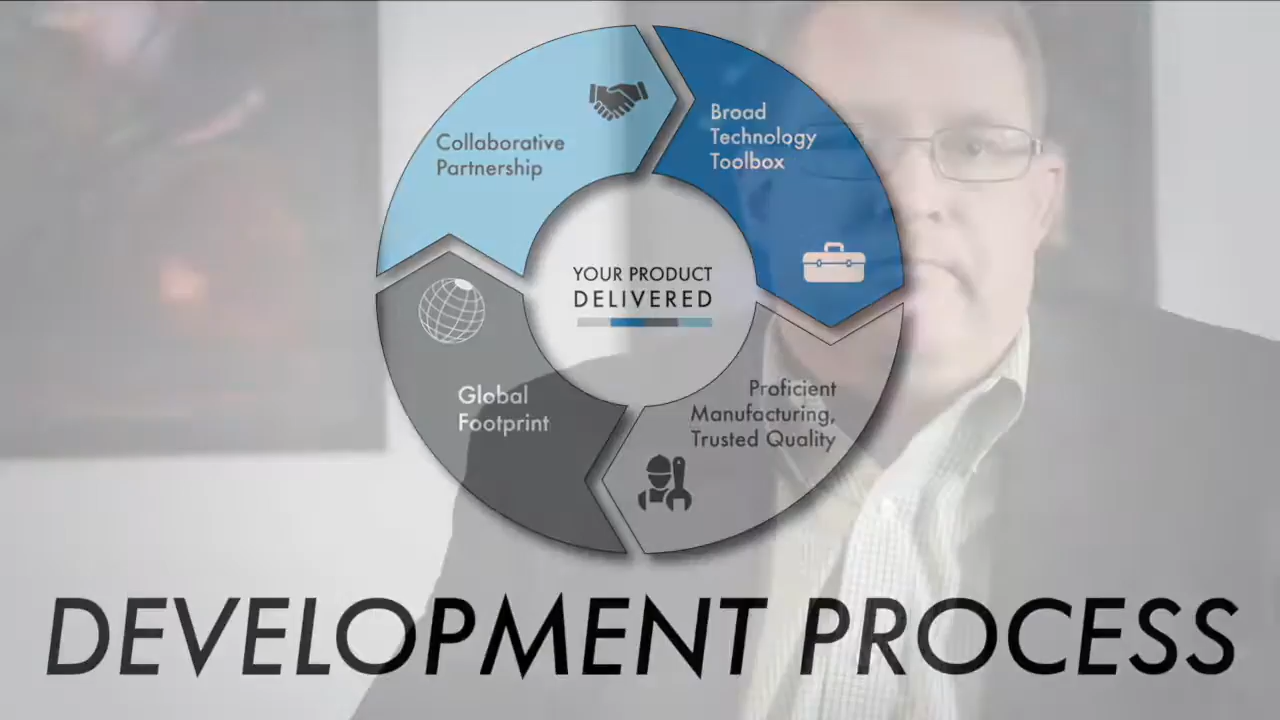 Collaborative
Partnership
Broad
Technology
Toolbox
YOUR PRODUCT
DELIVERED
Global
Footprint
Proficient
Manufacturing,
Trusted Quality
DEVELOPMENT PROCESS